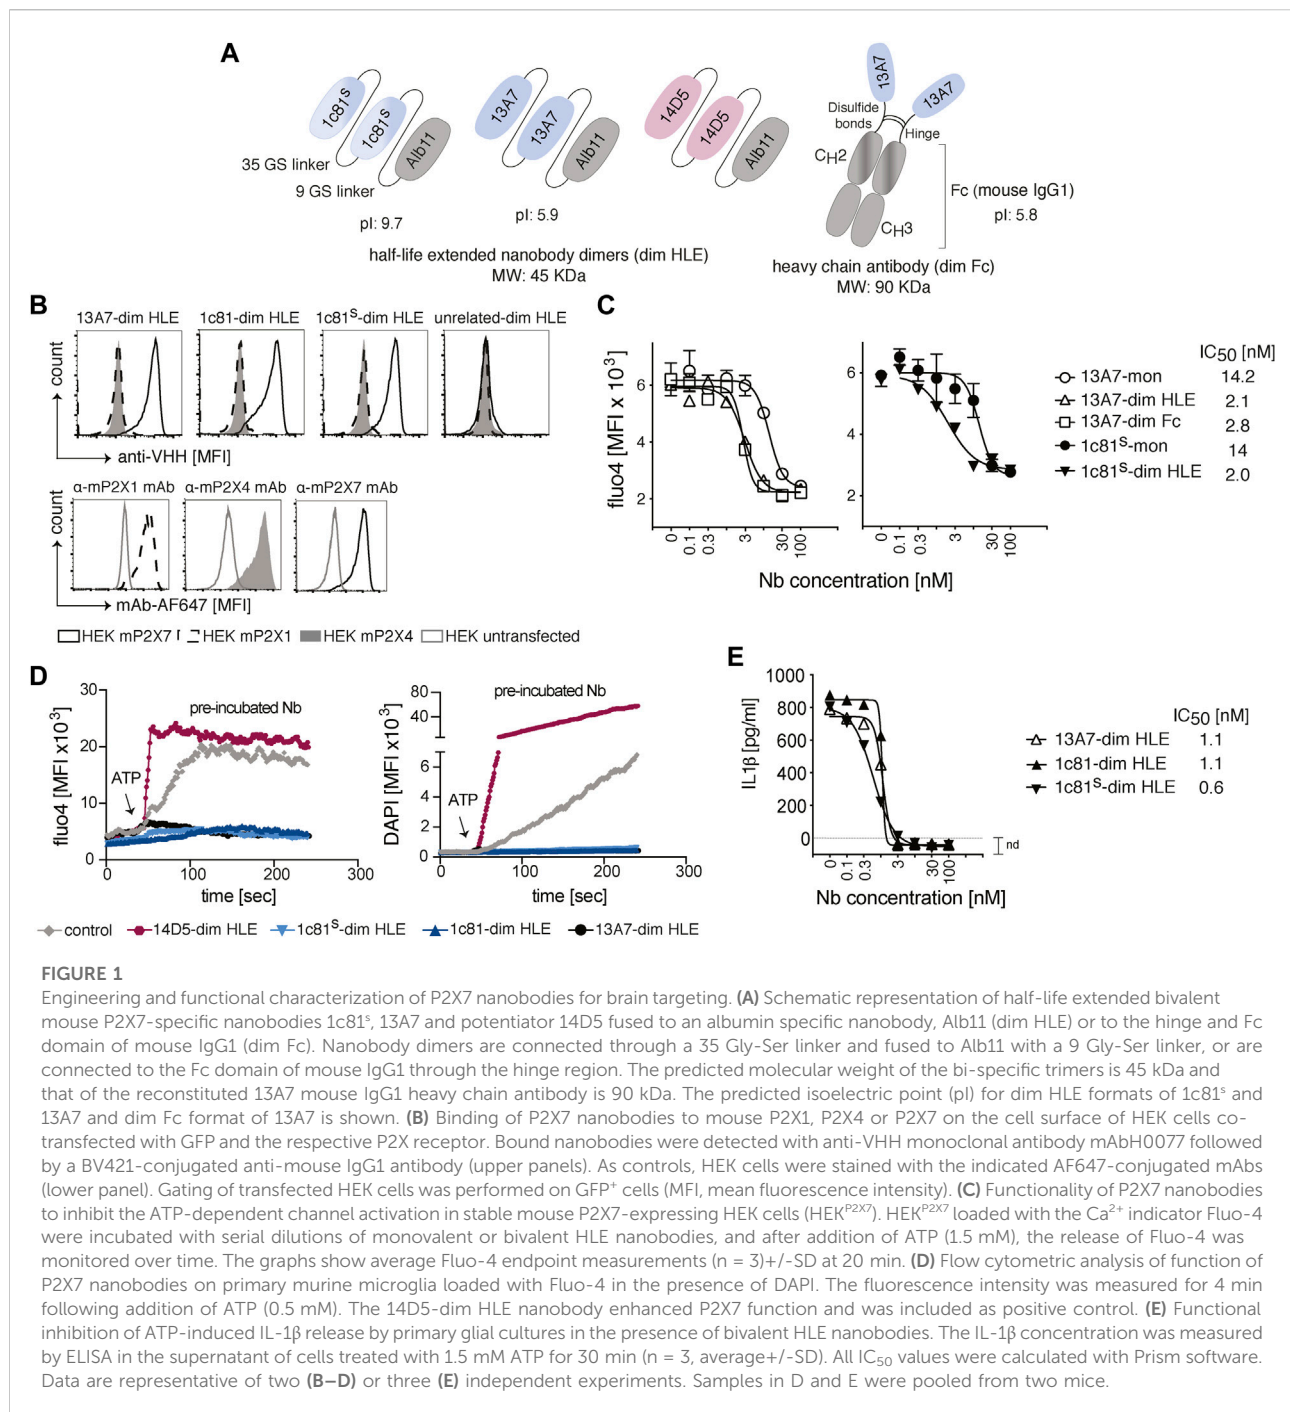 A
1c81S
1c81S
Alb11
13A7
13A7
Alb11
14D5
14D5
Alb11
13A7
13A7
Disulfide
bonds
Hinge
35 GS linker
9 GS linker
CH2
CH3
Fc (mouse IgG1)
pI: 5.8
pI: 9.7
pI: 5.9
half-life extended nanobody dimers (dim HLE)
MW: 45 KDa
heavy chain antibody (dim Fc)
MW: 90 KDa
B
13A7-dim HLE
1c81-dim HLE
1c81S-dim HLE
unrelated-dim HLE
count
anti-VHH [MFI]
α-mP2X1 mAb
α-mP2X4 mAb
α-mP2X7 mAb
count
mAb-AF647 [MFI]
HEK mP2X7
HEK mP2X1
HEK mP2X4
HEK untransfected
C
fluo4 [MFI x 10³]
6
4
2
0
0.1
0.3
3
30
100
6
4
2
0
0.1
0.3
3
30
100
Nb concentration [nM]
IC50 [nM]
13A7-mon 14.2
13A7-dim HLE 2.1
13A7-dim Fc 2.8
1c81S-mon 14
1c81S-dim HLE 2.0
D
fluo4 [MFI x10³]
30
20
10
0
pre-incubated Nb
ATP
0 100 200 300
time [sec]
DAPI [MFI x10³]
80
40
6
4
2
0
pre-incubated Nb
ATP
0 100 200 300
time [sec]
control
14D5-dim HLE
1c81S-dim HLE
1c81-dim HLE
13A7-dim HLE
E
IL1β [pg/ml]
1000
800
600
400
200
0
nd
0
0.1
0.3
3
30
100
Nb concentration [nM]
IC50 [nM]
13A7-dim HLE 1.1
1c81-dim HLE 1.1
1c81S-dim HLE 0.6
FIGURE 1
Engineering and functional characterization of P2X7 nanobodies for brain targeting. (A) Schematic representation of half-life extended bivalent
mouse P2X7-specific nanobodies 1c81s, 13A7 and potentiator 14D5 fused to an albumin specific nanobody, Alb11 (dim HLE) or to the hinge and Fc
domain of mouse IgG1 (dim Fc). Nanobody dimers are connected through a 35 Gly-Ser linker and fused to Alb11 with a 9 Gly-Ser linker, or are
connected to the Fc domain of mouse IgG1 through the hinge region. The predicted molecular weight of the bi-specific trimers is 45 kDa and
that of the reconstituted 13A7 mouse IgG1 heavy chain antibody is 90 kDa. The predicted isoelectric point (pI) for dim HLE formats of 1c81s and
13A7 and dim Fc format of 13A7 is shown. (B) Binding of P2X7 nanobodies to mouse P2X1, P2X4 or P2X7 on the cell surface of HEK cells co-
transfected with GFP and the respective P2X receptor. Bound nanobodies were detected with anti-VHH monoclonal antibody mAbH0077 followed
by a BV421-conjugated anti-mouse IgG1 antibody (upper panels). As controls, HEK cells were stained with the indicated AF647-conjugated mAbs
(lower panel). Gating of transfected HEK cells was performed on GFP+ cells (MFI, mean fluorescence intensity). (C) Functionality of P2X7 nanobodies
to inhibit the ATP-dependent channel activation in stable mouse P2X7-expressing HEK cells (HEKP2X7). HEKP2X7 loaded with the Ca2+ indicator Fluo-4
were incubated with serial dilutions of monovalent or bivalent HLE nanobodies, and after addition of ATP (1.5 mM), the release of Fluo-4 was
monitored over time. The graphs show average Fluo-4 endpoint measurements (n = 3)+/-SD at 20 min. (D) Flow cytometric analysis of function of
P2X7 nanobodies on primary murine microglia loaded with Fluo-4 in the presence of DAPI. The fluorescence intensity was measured for 4 min
following addition of ATP (0.5 mM). The 14D5-dim HLE nanobody enhanced P2X7 function and was included as positive control. (E) Functional
inhibition of ATP-induced IL-1β release by primary glial cultures in the presence of bivalent HLE nanobodies. The IL-1β concentration was measured
by ELISA in the supernatant of cells treated with 1.5 mM ATP for 30 min (n = 3, average+/-SD). All IC50 values were calculated with Prism software.
Data are representative of two (B–D) or three (E) independent experiments. Samples in D and E were pooled from two mice.